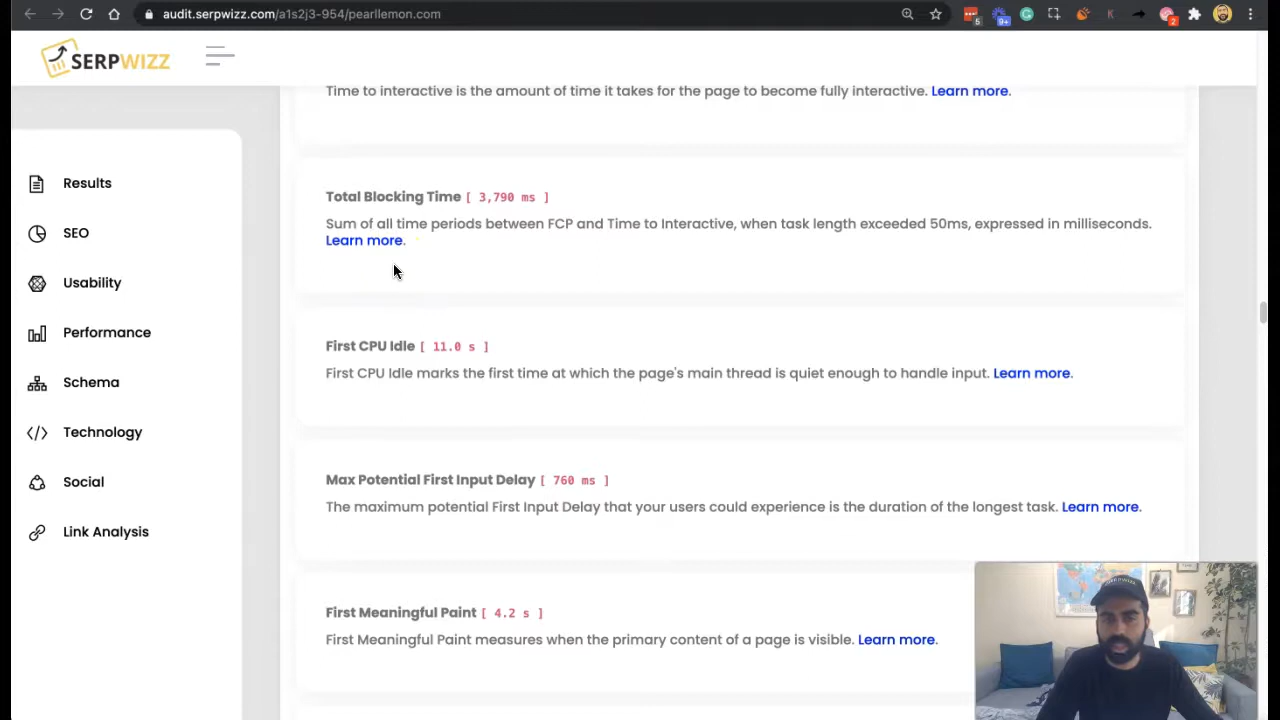 audit.serpwizz.com/a1s2j3-954/pearllemon.com
5
9+
K
2
SERPWIZZ
Time to interactive is the amount of time it takes for the page to become fully interactive. Learn more.
Results
SEO
Usability
Performance
Schema
Technology
Social
Link Analysis
Total Blocking Time [ 3,790 ms ]
Sum of all time periods between FCP and Time to Interactive, when task length exceeded 50ms, expressed in milliseconds.
Learn more.
First CPU Idle [ 11.0 s ]
First CPU Idle marks the first time at which the page's main thread is quiet enough to handle input. Learn more.
Max Potential First Input Delay [ 760 ms ]
The maximum potential First Input Delay that your users could experience is the duration of the longest task. Learn more.
First Meaningful Paint [ 4.2 s ]
First Meaningful Paint measures when the primary content of a page is visible. Learn more.
SERPWIZZ